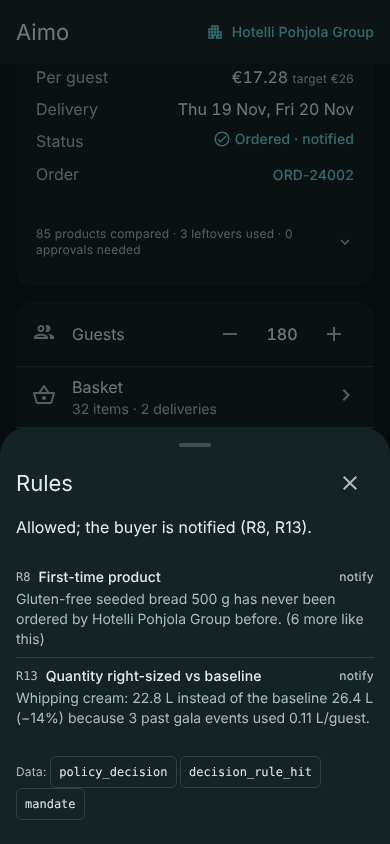 Aimo
Hotelli Pohjola Group
Per guest €17.28 target €26
Delivery Thu 19 Nov, Fri 20 Nov
Status Ordered · notified
Order ORD-24002
85 products compared · 3 leftovers used · 0
approvals needed
Guests − 180 +
Basket
32 items · 2 deliveries
Rules
Allowed; the buyer is notified (R8, R13).
R8 First-time product notify
Gluten-free seeded bread 500 g has never been
ordered by Hotelli Pohjola Group before. (6 more like
this)
R13 Quantity right-sized vs baseline notify
Whipping cream: 22.8 L instead of the baseline 26.4 L
(−14%) because 3 past gala events used 0.11 L/guest.
Data: policy_decision decision_rule_hit
mandate